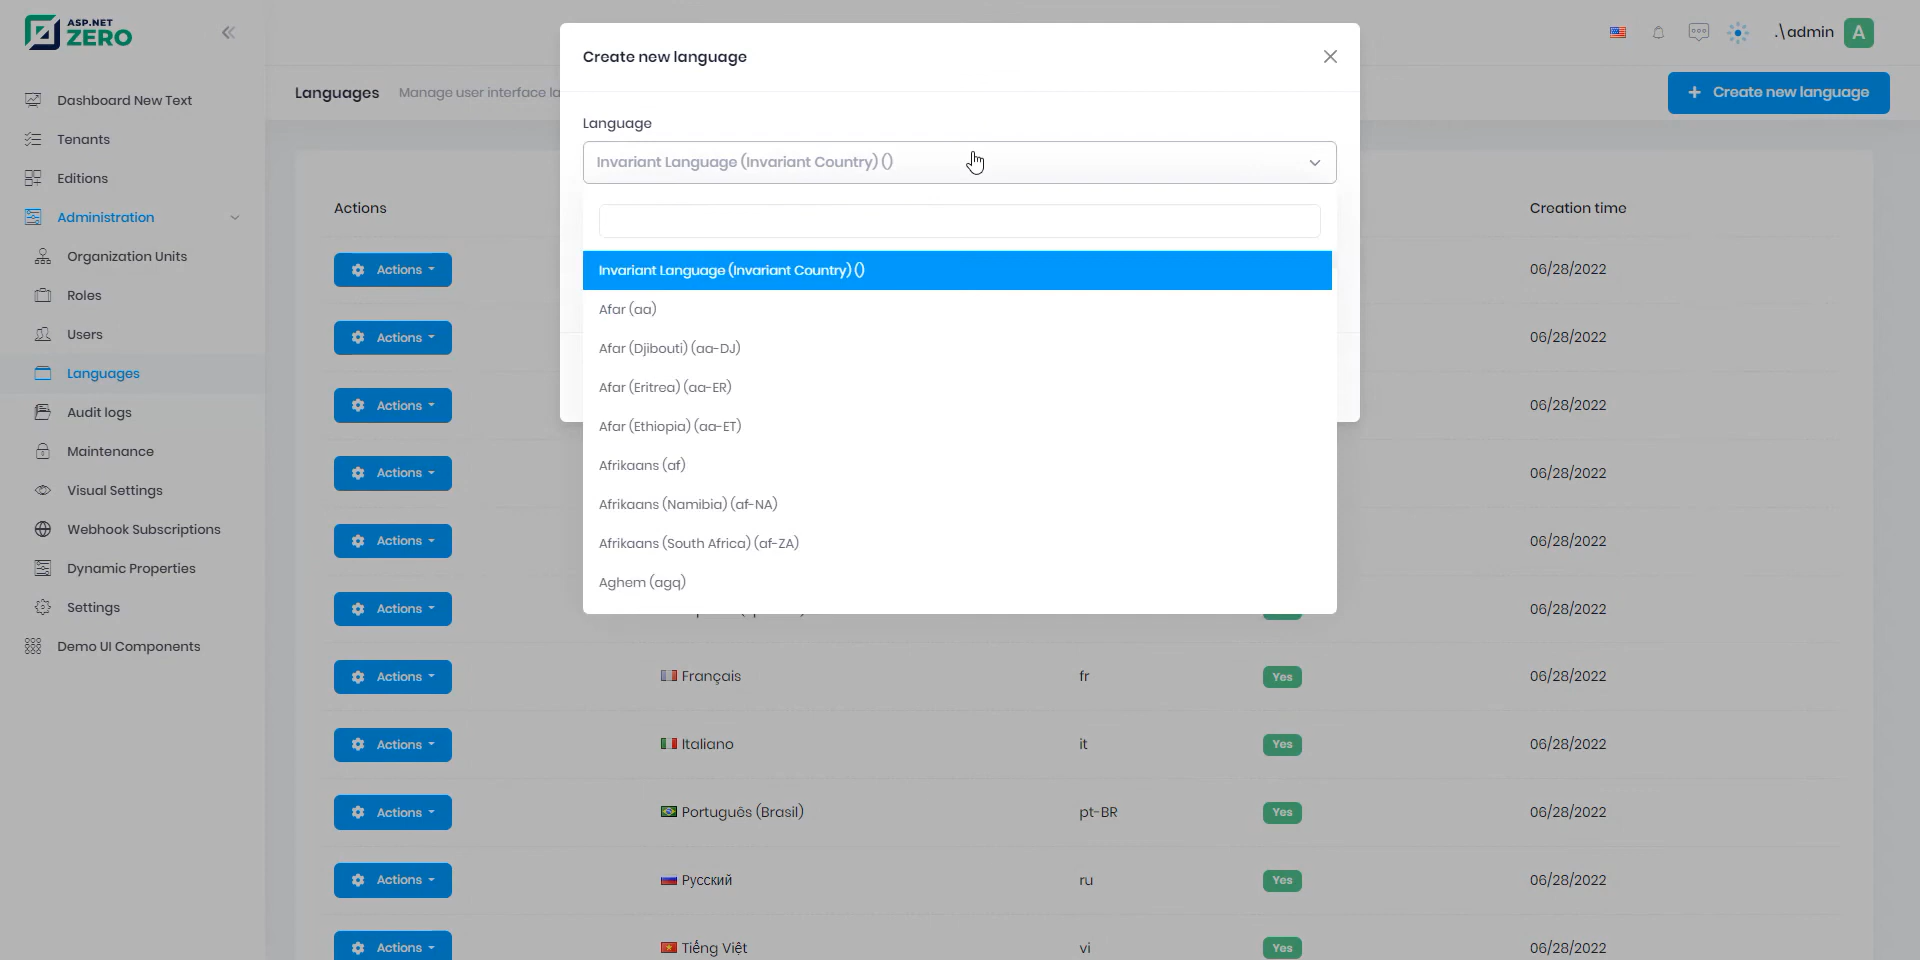 ASP.NET
ZERO
.\admin A
Dashboard New Text
Tenants
Editions
Administration
Organization Units
Roles
Users
Languages
Audit logs
Maintenance
Visual Settings
Webhook Subscriptions
Dynamic Properties
Settings
Demo UI Components
Languages Manage user interface la
+ Create new language
Create new language
Language
Invariant Language (Invariant Country) ()
Invariant Language (Invariant Country) ()
Afar (aa)
Afar (Djibouti) (aa-DJ)
Afar (Eritrea) (aa-ER)
Afar (Ethiopia) (aa-ET)
Afrikaans (af)
Afrikaans (Namibia) (af-NA)
Afrikaans (South Africa) (af-ZA)
Aghem (agq)
Actions Creation time
Actions 06/28/2022
Actions 06/28/2022
Actions 06/28/2022
Actions 06/28/2022
Actions 06/28/2022
Actions 06/28/2022
Actions Français fr Yes 06/28/2022
Actions Italiano it Yes 06/28/2022
Actions Português (Brasil) pt-BR Yes 06/28/2022
Actions Русский ru Yes 06/28/2022
Actions Tiếng Việt vi Yes 06/28/2022